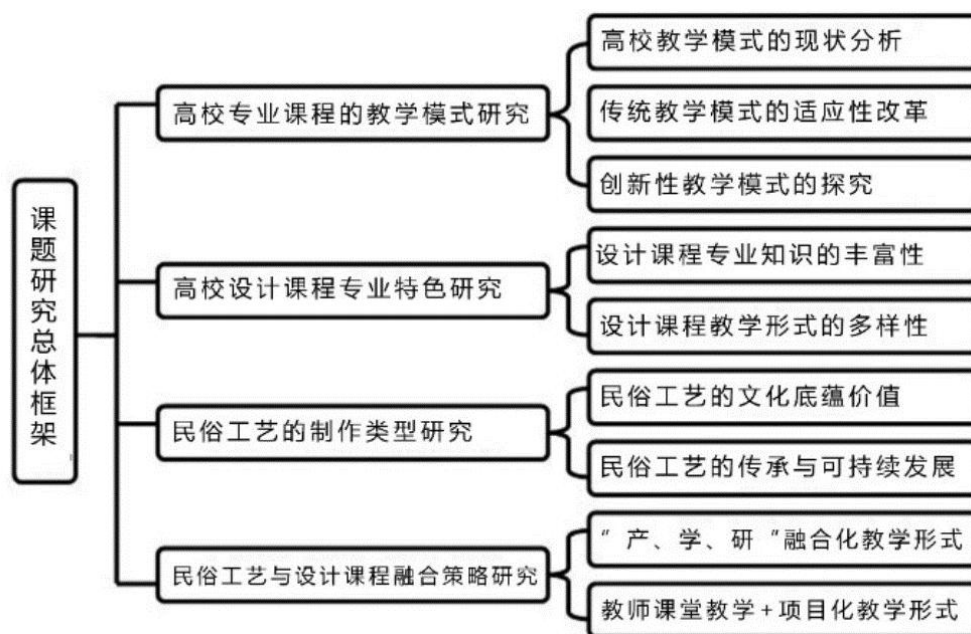 课题研究总体框架
高校专业课程的教学模式研究
高校教学模式的现状分析
传统教学模式的适应性改革
创新性教学模式的探究
高校设计课程专业特色研究
设计课程专业知识的丰富性
设计课程教学形式的多样性
民俗工艺的制作类型研究
民俗工艺的文化底蕴价值
民俗工艺的传承与可持续发展
民俗工艺与设计课程融合策略研究
“产、学、研“融合化教学形式
教师课堂教学+项目化教学形式